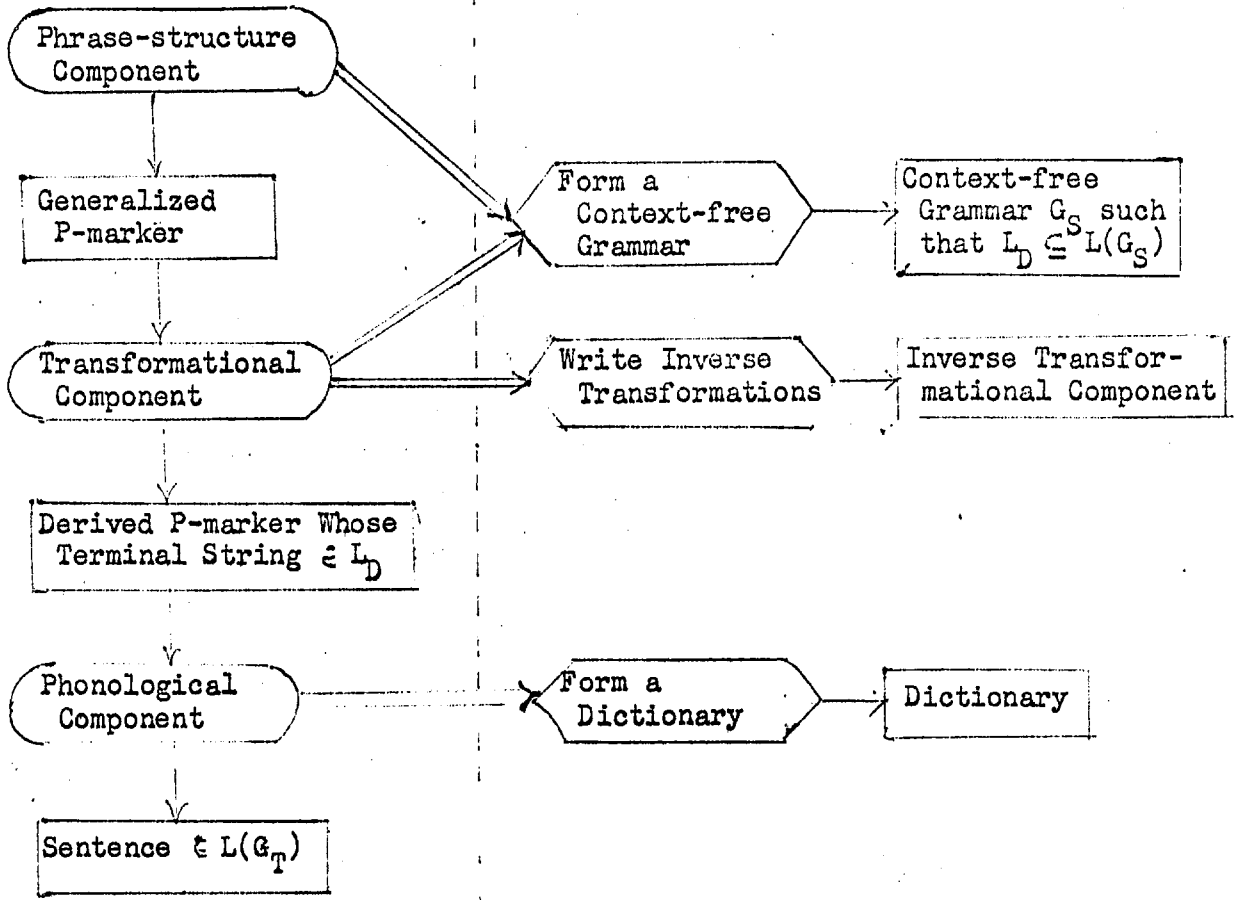 Phrase-structure
Component
Generalized
P-marker
Transformational
Component
Derived P-marker Whose
Terminal String ∈ L_D
Phonological
Component
Sentence ∈ L(G_T)
Form a
Context-free
Grammar
Context-free
Grammar G_S such
that L_D ⊆ L(G_S)
Write Inverse
Transformations
Inverse Transfor-
mational Component
Form a
Dictionary
Dictionary